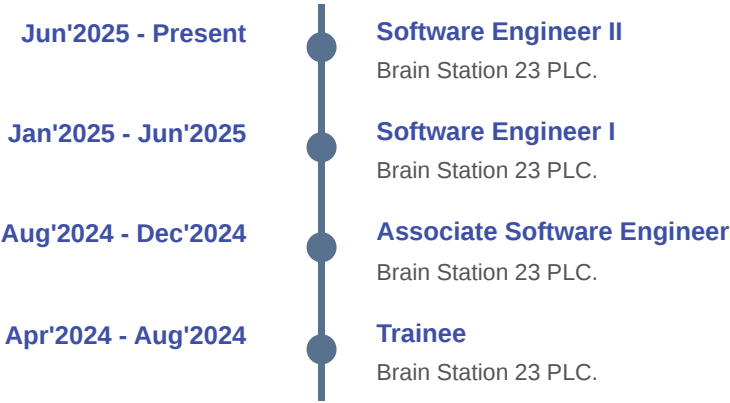 Jun'2025 - Present
Software Engineer II
Brain Station 23 PLC.
Jan'2025 - Jun'2025
Software Engineer I
Brain Station 23 PLC.
Aug'2024 - Dec'2024
Associate Software Engineer
Brain Station 23 PLC.
Apr'2024 - Aug'2024
Trainee
Brain Station 23 PLC.